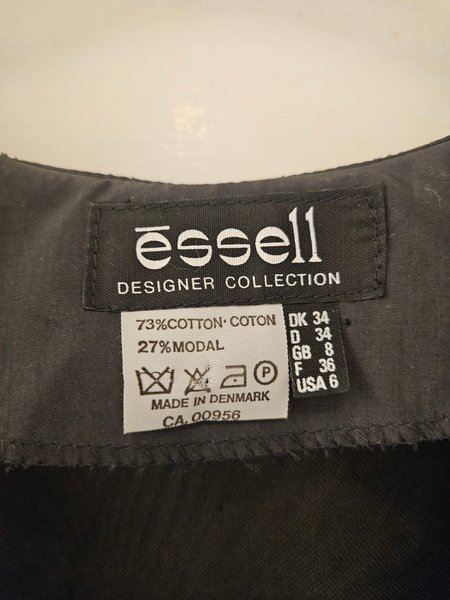 ēssell
DESIGNER COLLECTION
73%COTTON·COTON
27%MODAL
P
MADE IN DENMARK
CA. 00956
DK 34
D 34
GB 8
F 36
USA 6